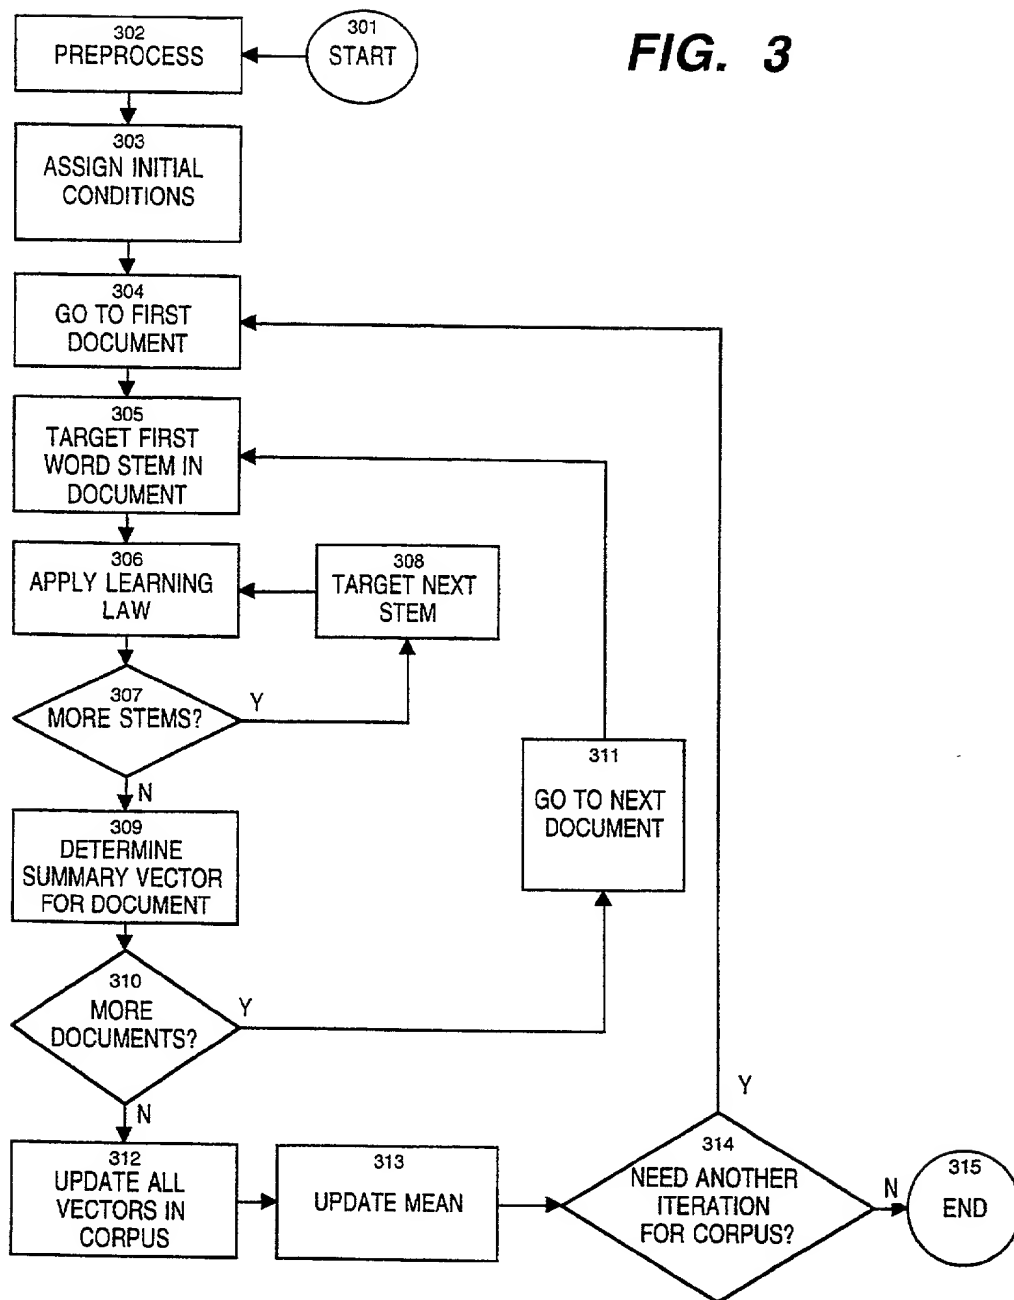 FIG. 3
301
START
302
PREPROCESS
303
ASSIGN INITIAL
CONDITIONS
304
GO TO FIRST
DOCUMENT
305
TARGET FIRST
WORD STEM IN
DOCUMENT
306
APPLY LEARNING
LAW
308
TARGET NEXT
STEM
307
MORE STEMS?
Y
N
311
GO TO NEXT
DOCUMENT
309
DETERMINE
SUMMARY VECTOR
FOR DOCUMENT
310
MORE
DOCUMENTS?
Y
N
312
UPDATE ALL
VECTORS IN
CORPUS
313
UPDATE MEAN
314
NEED ANOTHER
ITERATION
FOR CORPUS?
Y
N
315
END